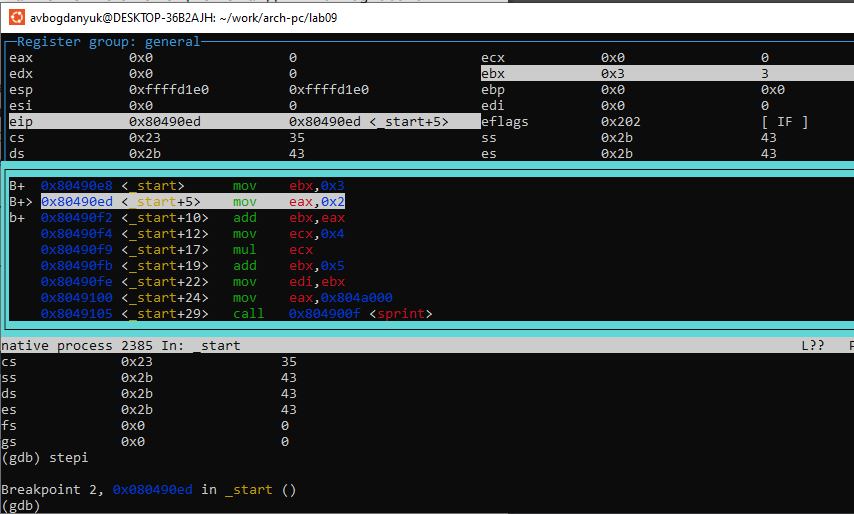 avbogdanyuk@DESKTOP-36B2AJH: ~/work/arch-pc/lab09
Register group: general
eax 0x0 0 ecx 0x0 0
edx 0x0 0 ebx 0x3 3
esp 0xffffd1e0 0xffffd1e0 ebp 0x0 0x0
esi 0x0 0 edi 0x0 0
eip 0x80490ed 0x80490ed <_start+5> eflags 0x202 [ IF ]
cs 0x23 35 ss 0x2b 43
ds 0x2b 43 es 0x2b 43
B+ 0x80490e8 <_start> mov ebx,0x3
B+> 0x80490ed <_start+5> mov eax,0x2
b+ 0x80490f2 <_start+10> add ebx,eax
0x80490f4 <_start+12> mov ecx,0x4
0x80490f9 <_start+17> mul ecx
0x80490fb <_start+19> add ebx,0x5
0x80490fe <_start+22> mov edi,ebx
0x8049100 <_start+24> mov eax,0x804a000
0x8049105 <_start+29> call 0x804900f <sprint>
native process 2385 In: _start L?? P
cs 0x23 35
ss 0x2b 43
ds 0x2b 43
es 0x2b 43
fs 0x0 0
gs 0x0 0
(gdb) stepi
Breakpoint 2, 0x080490ed in _start ()
(gdb)